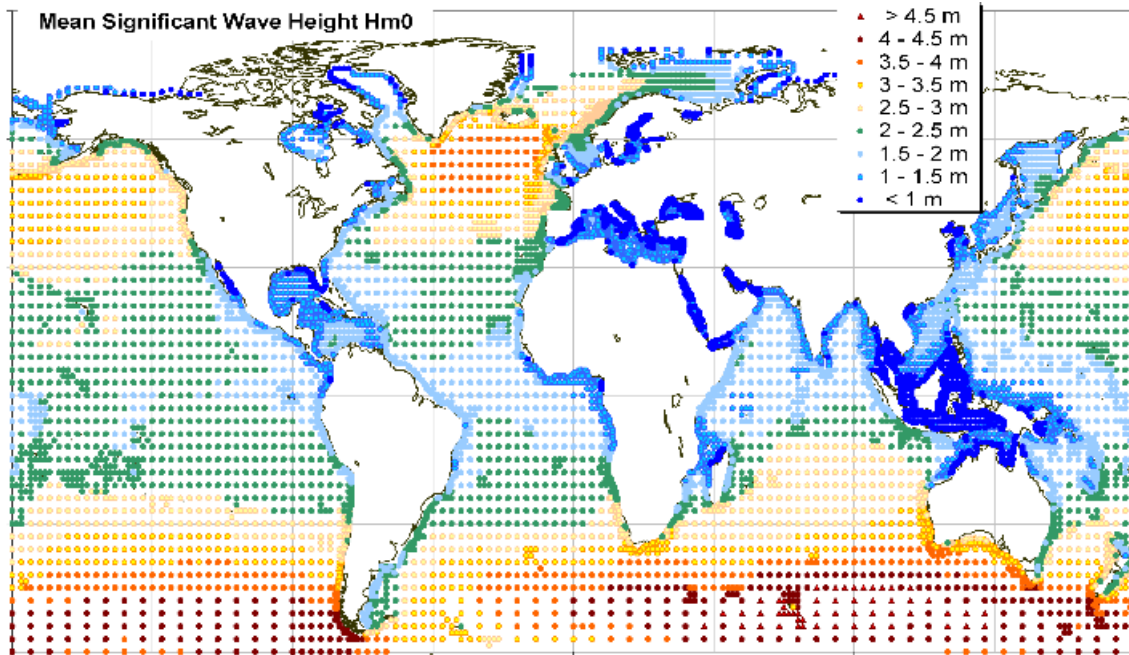 Mean Significant Wave Height Hm0
> 4.5 m
4 - 4.5 m
3.5 - 4 m
3 - 3.5 m
2.5 - 3 m
2 - 2.5 m
1.5 - 2 m
1 - 1.5 m
< 1 m